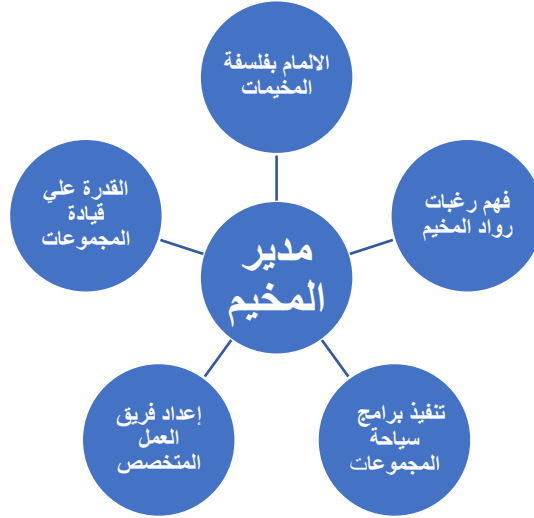 الالمام بفلسفة
المخيمات
فهم رغبات
رواد المخيم
تنفيذ برامج
سياحة
المجموعات
إعداد فريق
العمل
المتخصص
القدرة علي
قيادة
المجموعات
مدير
المخيم